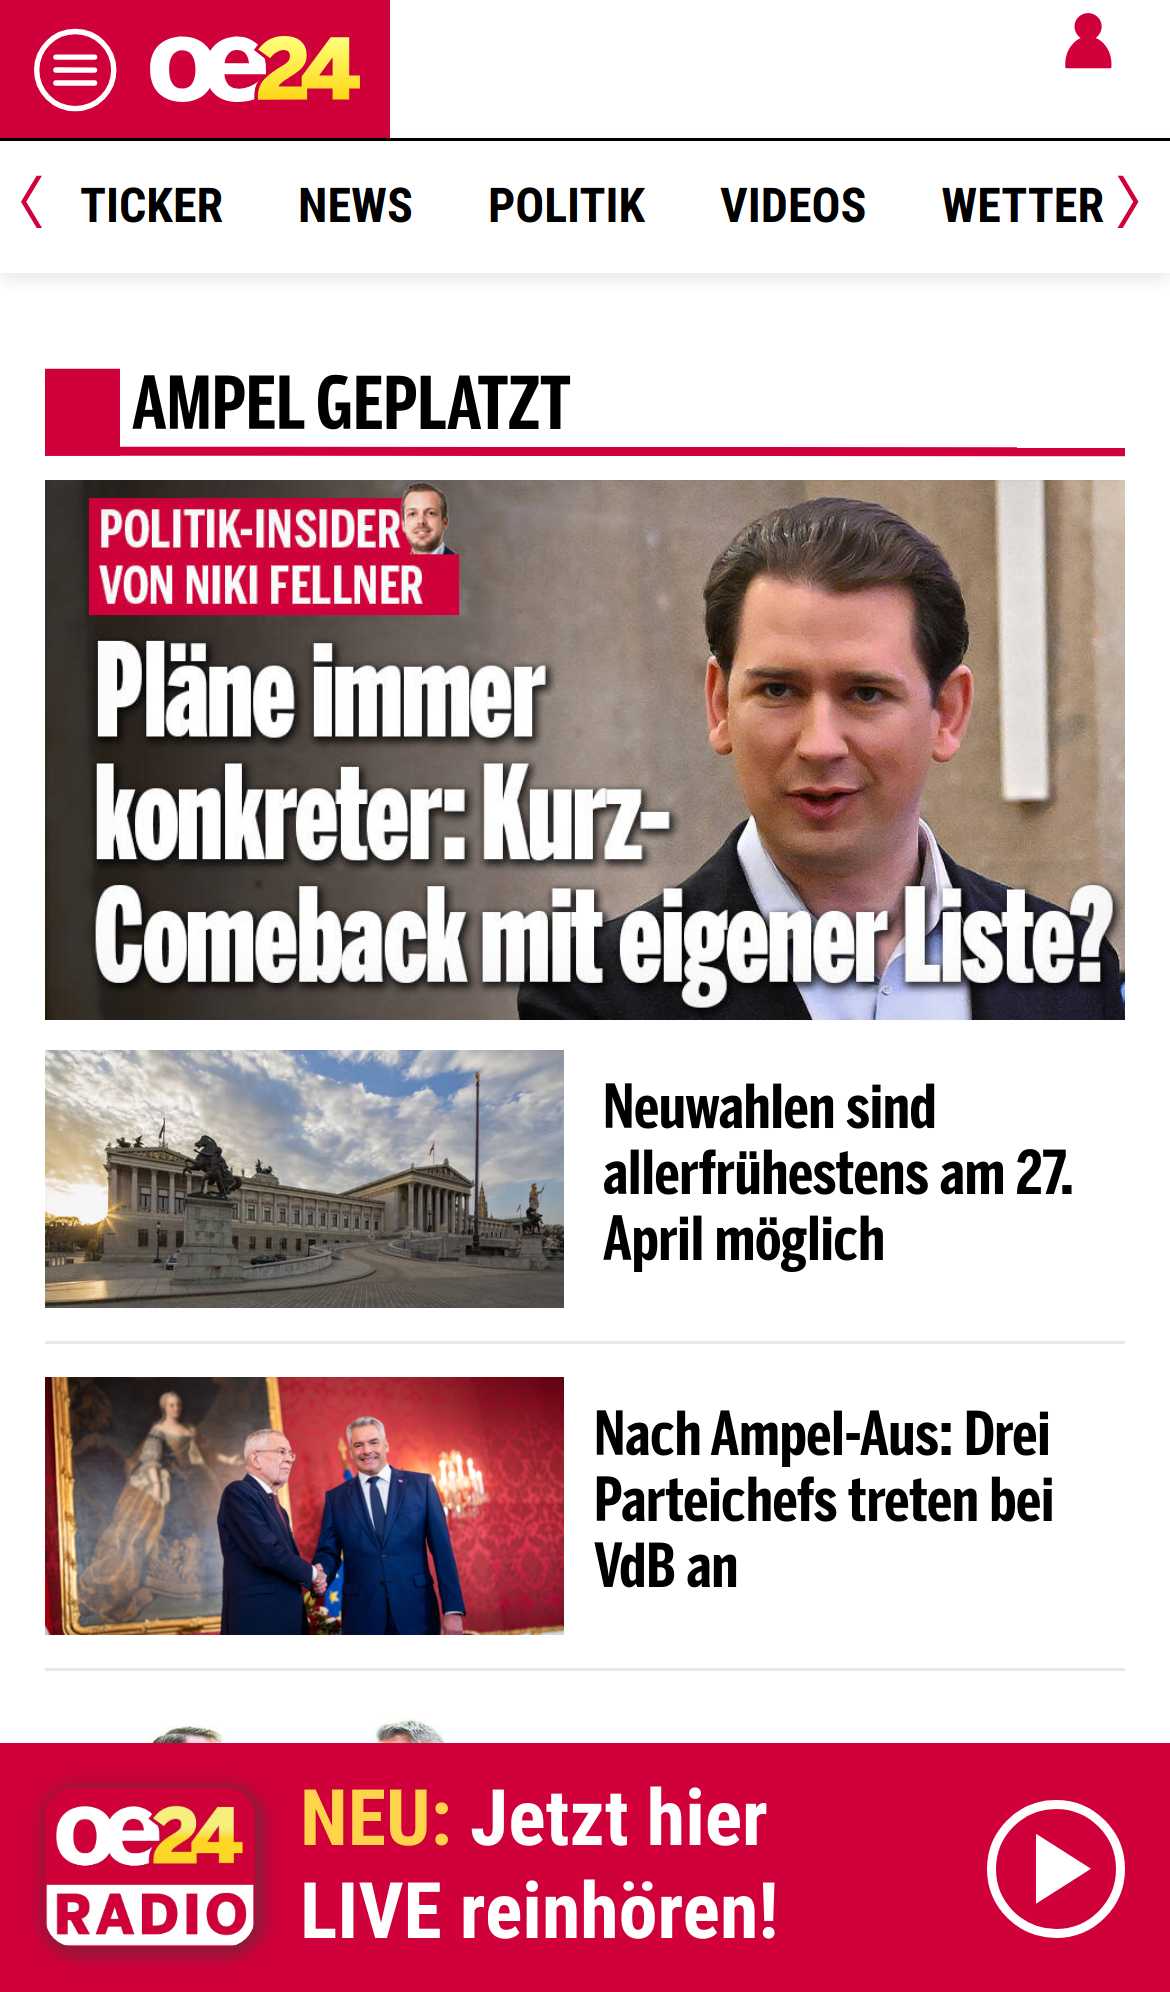 oe24
TICKER NEWS POLITIK VIDEOS WETTER
AMPEL GEPLATZT
POLITIK-INSIDER
VON NIKI FELLNER
Pläne immer
konkreter: Kurz-
Comeback mit eigener Liste?
Neuwahlen sind
allerfrühestens am 27.
April möglich
Nach Ampel-Aus: Drei
Parteichefs treten bei
VdB an
oe24
RADIO
NEU: Jetzt hier
LIVE reinhören!